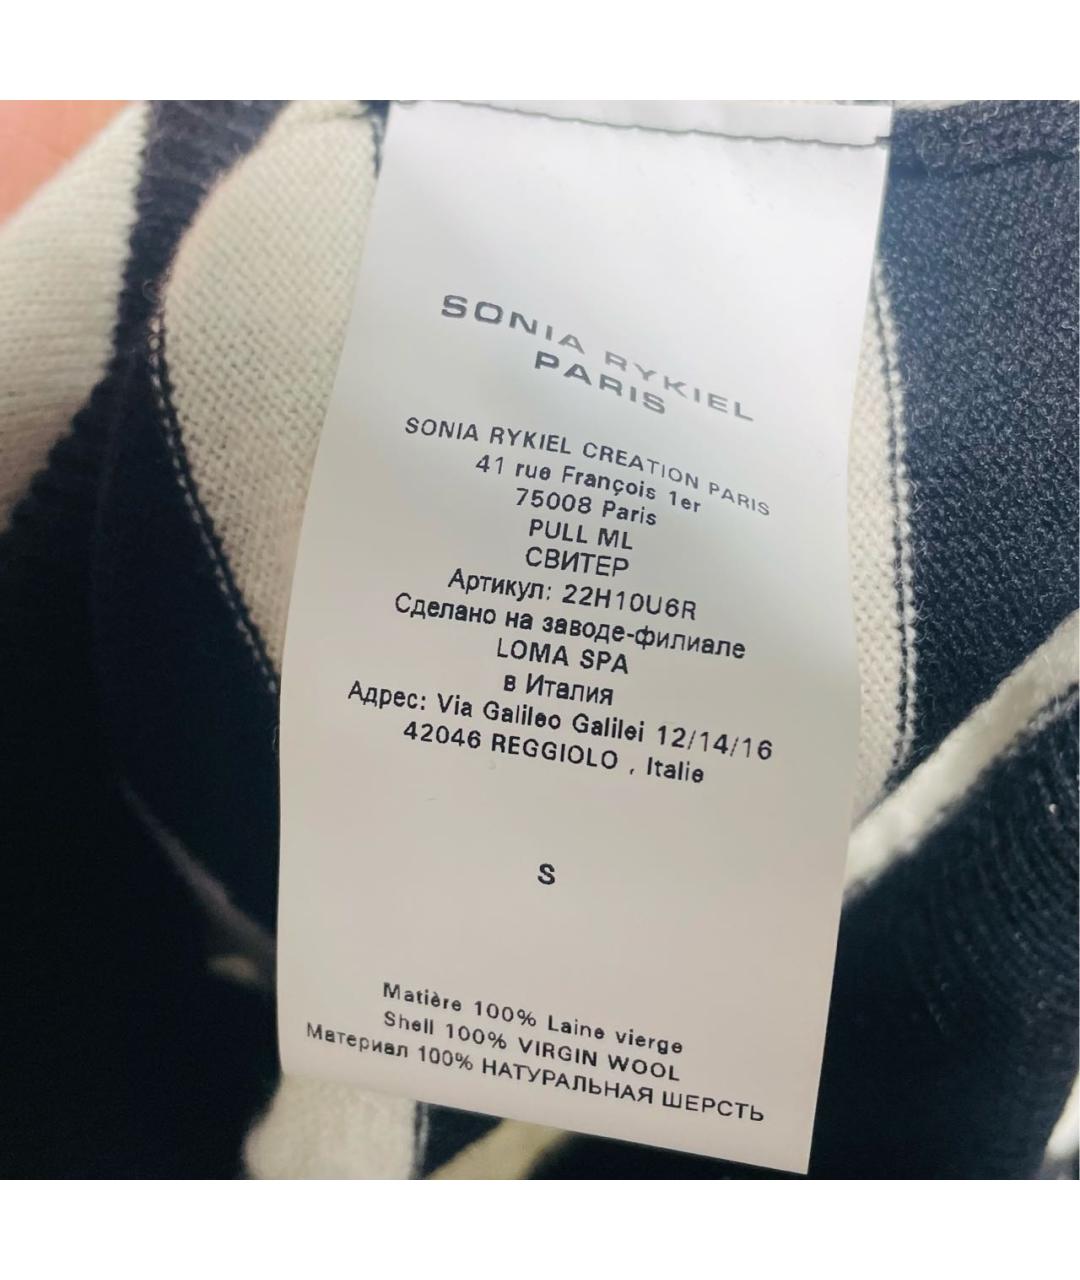 SONIA RYKIEL
PARIS
SONIA RYKIEL CREATION PARIS
41 rue François 1er
75008 Paris
PULL ML
СВИТЕР
Артикул: 22H10U6R
Сделано на заводе-филиале
LOMA SPA
в Италия
Адрес: Via Galileo Galilei 12/14/16
42046 REGGIOLO , Italie
S
Matière 100% Laine vierge
Shell 100% VIRGIN WOOL
Материал 100% НАТУРАЛЬНАЯ ШЕРСТЬ